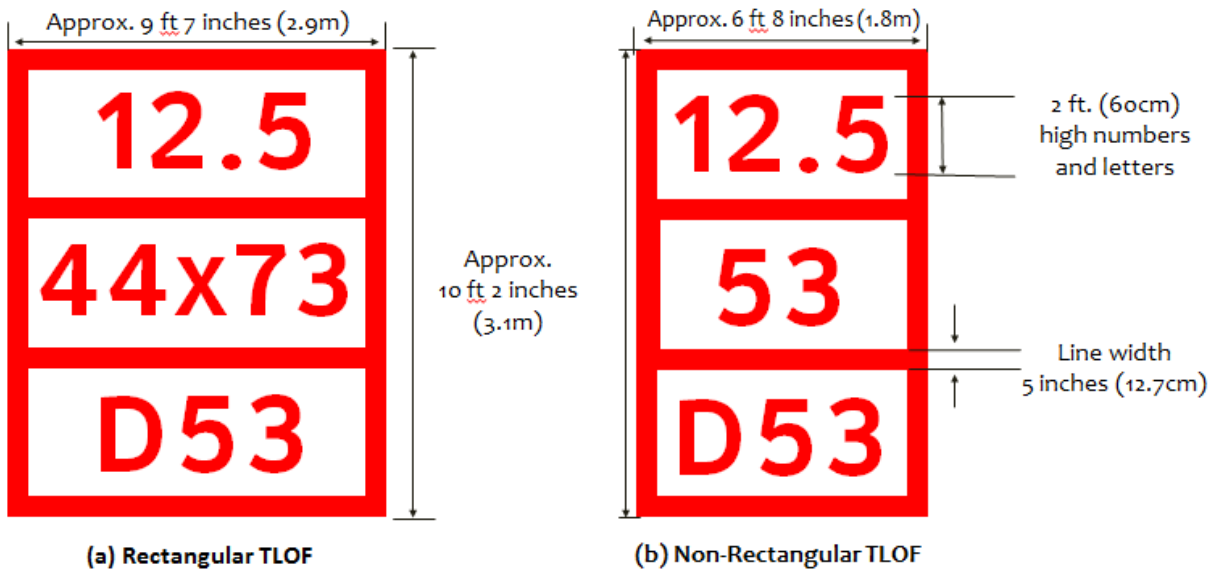 Approx. 9 ft 7 inches (2.9m)
12.5
44x73
D53
Approx.
10 ft 2 inches
(3.1m)
(a) Rectangular TLOF
Approx. 6 ft 8 inches (1.8m)
12.5
53
D53
2 ft. (60cm)
high numbers
and letters
Line width
5 inches (12.7cm)
(b) Non-Rectangular TLOF